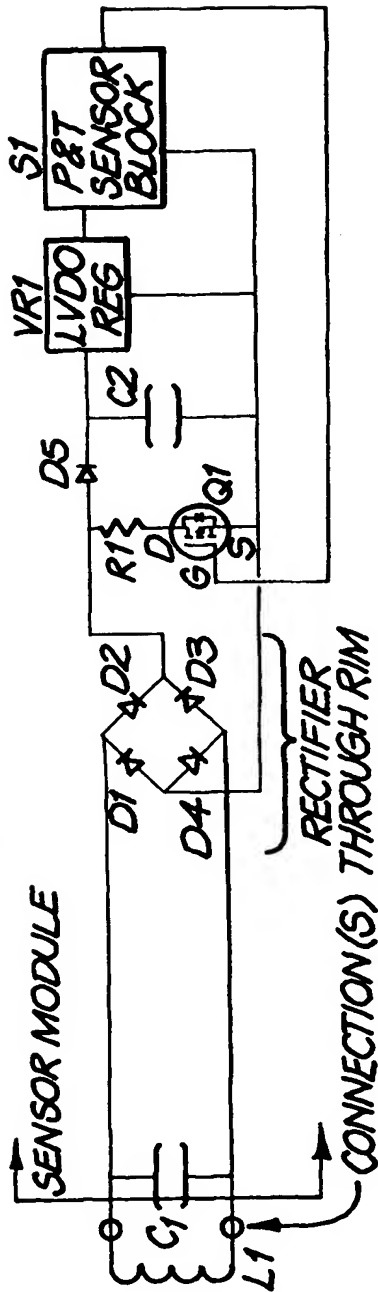 SENSOR MODULE
C1
L1
CONNECTION(S)
THROUGH RIM
D1
D2
D3
D4
RECTIFIER
D5
R1
D
G
S
Q1
C2
VR1
LVDO
REG
S1
P&T
SENSOR
BLOCK